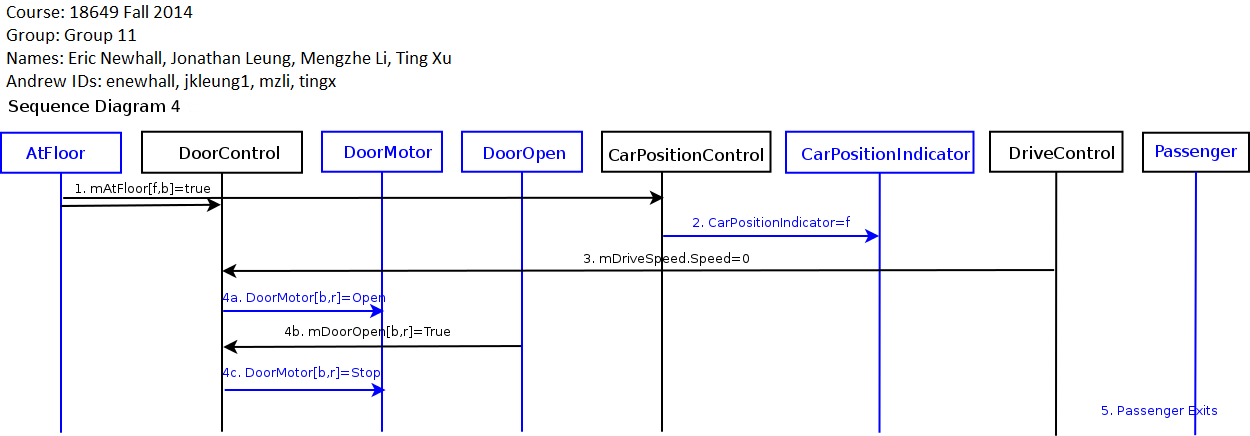 Course: 18649 Fall 2014
Group: Group 11
Names: Eric Newhall, Jonathan Leung, Mengzhe Li, Ting Xu
Andrew IDs: enewhall, jkleung1, mzli, tingx
Sequence Diagram 4
AtFloor
DoorControl
DoorMotor
DoorOpen
CarPositionControl
CarPositionIndicator
DriveControl
Passenger
1. mAtFloor[f,b]=true
2. CarPositionIndicator=f
3. mDriveSpeed.Speed=0
4a. DoorMotor[b,r]=Open
4b. mDoorOpen[b,r]=True
4c. DoorMotor[b,r]=Stop
5. Passenger Exits